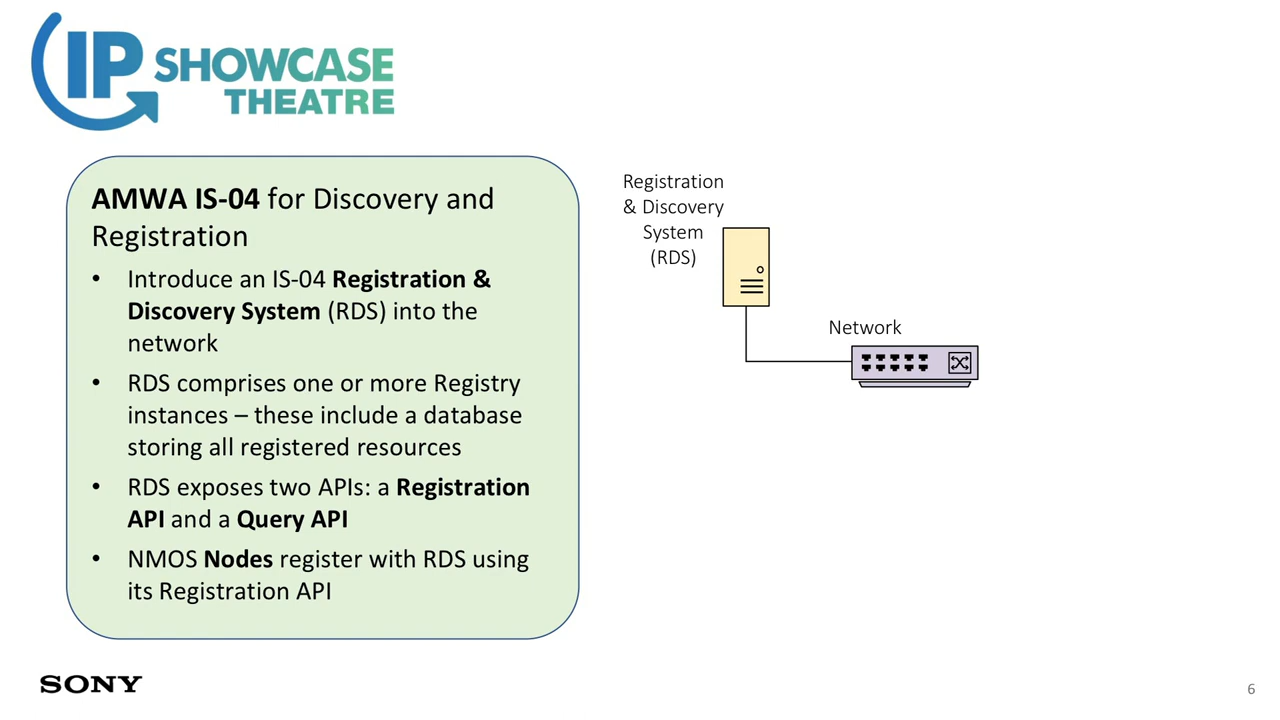 IP SHOWCASE
THEATRE
AMWA IS-04 for Discovery and
Registration
• Introduce an IS-04 Registration &
Discovery System (RDS) into the
network
• RDS comprises one or more Registry
instances – these include a database
storing all registered resources
• RDS exposes two APIs: a Registration
API and a Query API
• NMOS Nodes register with RDS using
its Registration API
Registration
& Discovery
System
(RDS)
Network
SONY
6